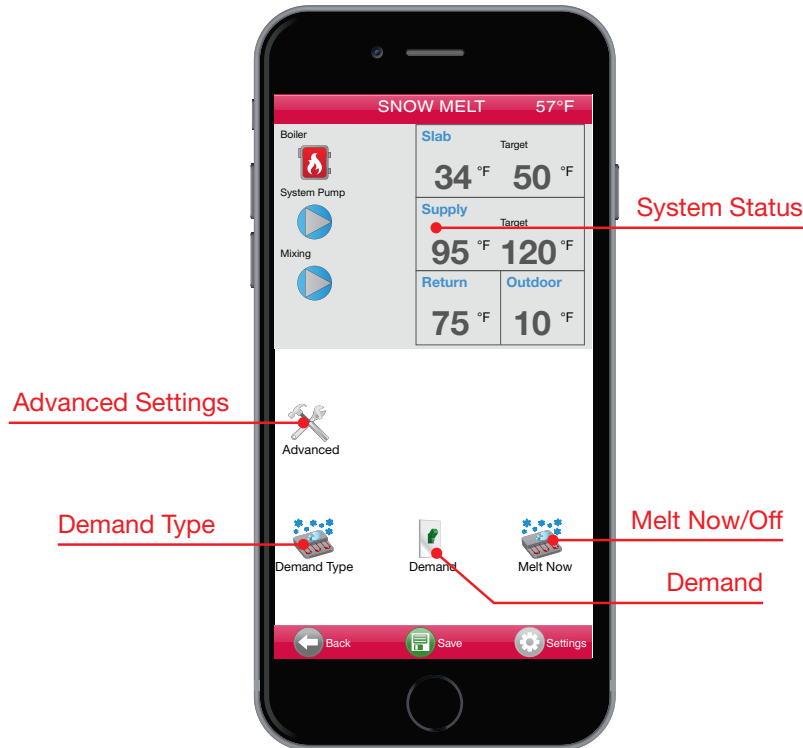 SNOW MELT 57°F
Boiler
System Pump
Mixing
Slab
Target
34 °F 50 °F
Supply
Target
95 °F 120 °F
Return Outdoor
75 °F 10 °F
System Status
Advanced Settings
Advanced
Demand Type
Melt Now/Off
Demand
Demand Type Demand Melt Now
Back Save Settings